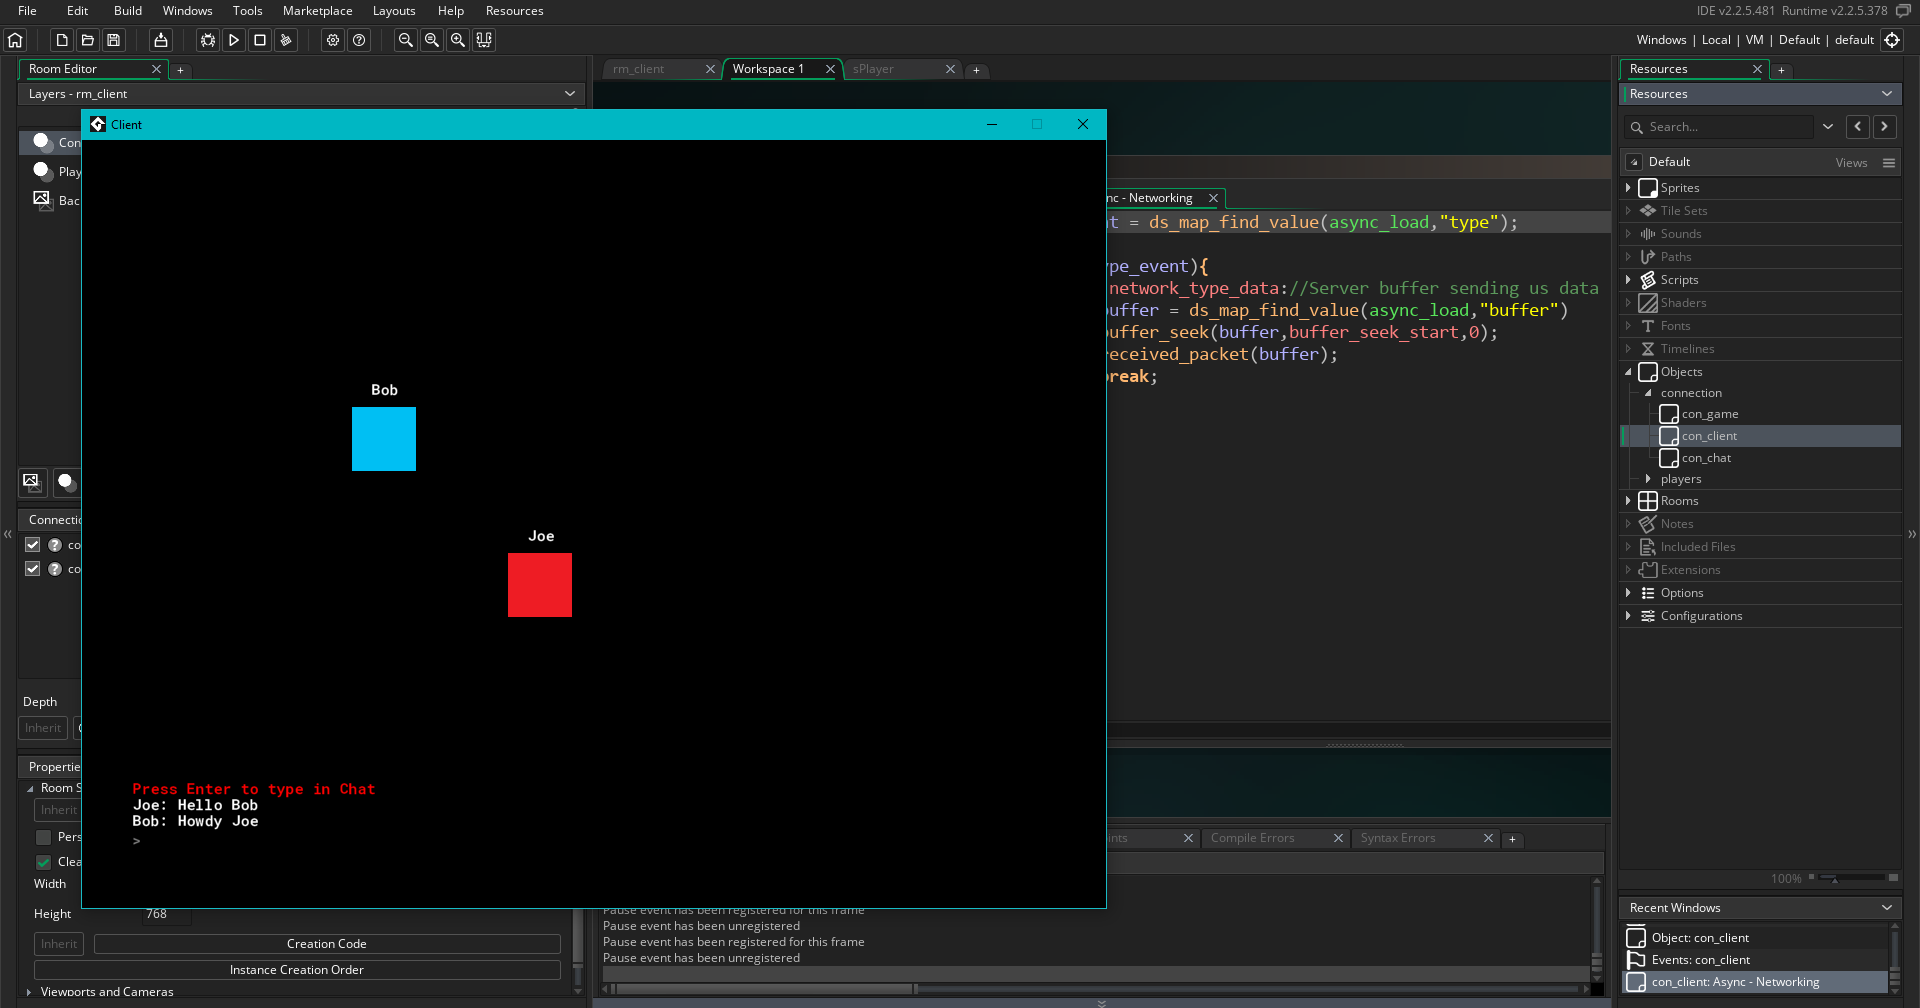 File Edit Build Windows Tools Marketplace Layouts Help Resources
IDE v2.2.5.481 Runtime v2.2.5.378
Windows | Local | VM | Default | default
Room Editor
Layers - rm_client
Con
Play
Bac
Connectio
co
co
Depth
Inherit
Propertie
Room S
Inherit
Pers
Clea
Width
Height 768
Inherit Creation Code
Instance Creation Order
Viewports and Cameras
Client
Bob
Joe
Press Enter to type in Chat
Joe: Hello Bob
Bob: Howdy Joe
>
rm_client Workspace 1 sPlayer
nc - Networking
t = ds_map_find_value(async_load,"type");
pe_event){
network_type_data://Server buffer sending us data
uffer = ds_map_find_value(async_load,"buffer")
uffer_seek(buffer,buffer_seek_start,0);
eceived_packet(buffer);
reak;
ints Compile Errors Syntax Errors
Pause event has been registered for this frame
Pause event has been unregistered
Pause event has been registered for this frame
Pause event has been unregistered
Resources
Resources
Search...
Default Views
Sprites
Tile Sets
Sounds
Paths
Scripts
Shaders
Fonts
Timelines
Objects
connection
con_game
con_client
con_chat
players
Rooms
Notes
Included Files
Extensions
Options
Configurations
100%
Recent Windows
Object: con_client
Events: con_client
con_client: Async - Networking